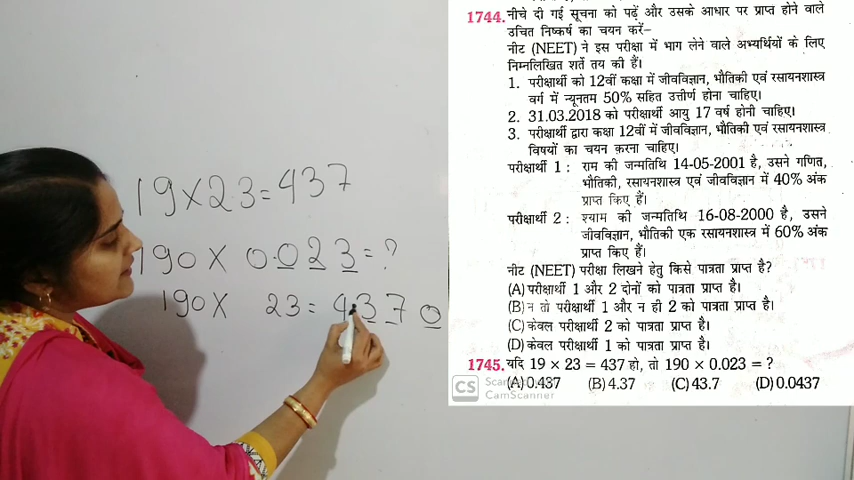 19×23=437
190× 0.023=?
190× 23=4370
1744. नीचे दी गई सूचना को पढ़ें और उसके आधार पर प्राप्त होने वाले
उचित निष्कर्ष का चयन करें–
नीट (NEET) ने इस परीक्षा में भाग लेने वाले अभ्यर्थियों के लिए
निम्नलिखित शर्ते तय की हैं।
1. परीक्षार्थी को 12वीं कक्षा में जीवविज्ञान, भौतिकी एवं रसायनशास्त्र
वर्ग में न्यूनतम 50% सहित उत्तीर्ण होना चाहिए।
2. 31.03.2018 को परीक्षार्थी आयु 17 वर्ष होनी चाहिए।
3. परीक्षार्थी द्वारा कक्षा 12वीं में जीवविज्ञान, भौतिकी एवं रसायनशास्त्र
विषयों का चयन करना चाहिए।
परीक्षार्थी 1 : राम की जन्मतिथि 14-05-2001 है, उसने गणित,
भौतिकी, रसायनशास्त्र एवं जीवविज्ञान में 40% अंक
प्राप्त किए हैं।
परीक्षार्थी 2 : श्याम की जन्मतिथि 16-08-2000 है, उसने
जीवविज्ञान, भौतिकी एक रसायनशास्त्र में 60% अंक
प्राप्त किए हैं।
नीट (NEET) परीक्षा लिखने हेतु किसे पात्रता प्राप्त है?
(A) परीक्षार्थी 1 और 2 दोनों को पात्रता प्राप्त है।
(B) न तो परीक्षार्थी 1 और न ही 2 को पात्रता प्राप्त है।
(C) केवल परीक्षार्थी 2 को पात्रता प्राप्त है।
(D) केवल परीक्षार्थी 1 को पात्रता प्राप्त है।
1745. यदि 19 × 23 = 437 हो, तो 190 × 0.023 = ?
(A) 0.437 (B) 4.37 (C) 43.7 (D) 0.0437
CS Scanned with
CamScanner